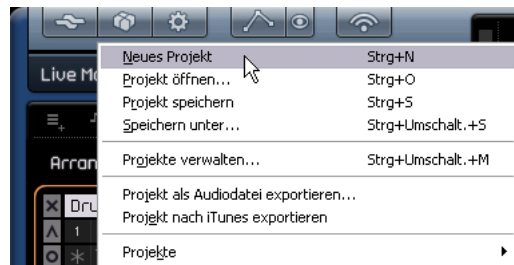 Neues Projekt Strg+N
Live Mo
Projekt öffnen... Strg+O
Projekt speichern Strg+S
Speichern unter... Strg+Umschalt.+S
Arran
Projekte verwalten... Strg+Umschalt.+M
Dru
Projekt als Audiodatei exportieren...
1
Projekt nach iTunes exportieren
Projekte